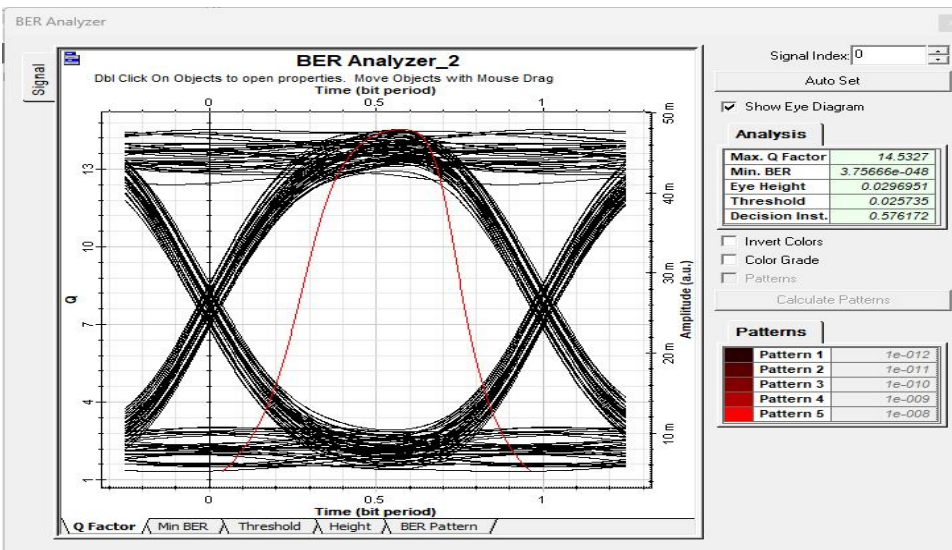 BER Analyzer
Signal
BER Analyzer_2
Dbl Click On Objects to open properties. Move Objects with Mouse Drag
Time (bit period)
0 0.5 1
Q
13
10
7
4
1
50 m
40 m
30 m
20 m
10 m
Amplitude (a.u.)
0 0.5 1
Time (bit period)
Q Factor Min BER Threshold Height BER Pattern
Signal Index: 0
Auto Set
Show Eye Diagram
Analysis
Max. Q Factor 14.5327
Min. BER 3.75666e-048
Eye Height 0.0296951
Threshold 0.025735
Decision Inst. 0.576172
Invert Colors
Color Grade
Patterns
Calculate Patterns
Patterns
Pattern 1 1e-012
Pattern 2 1e-011
Pattern 3 1e-010
Pattern 4 1e-009
Pattern 5 1e-008